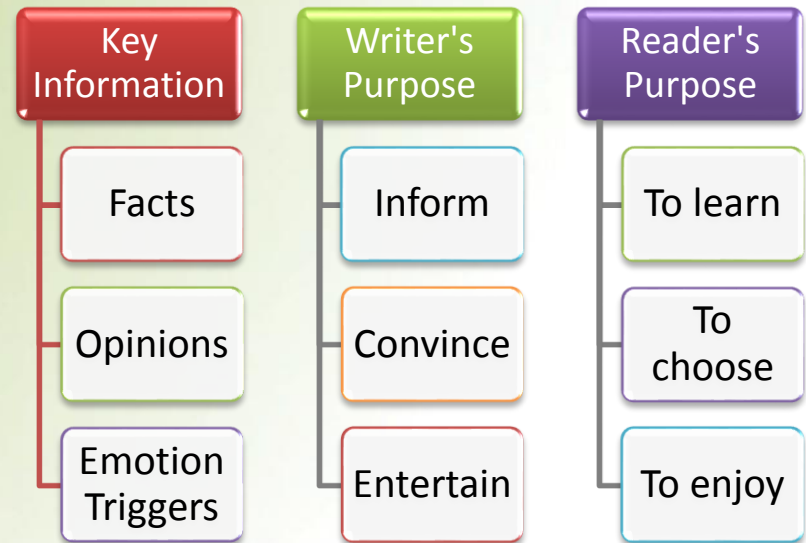 Key
Information
Facts
Opinions
Emotion
Triggers
Writer's
Purpose
Inform
Convince
Entertain
Reader's
Purpose
To learn
To
choose
To enjoy